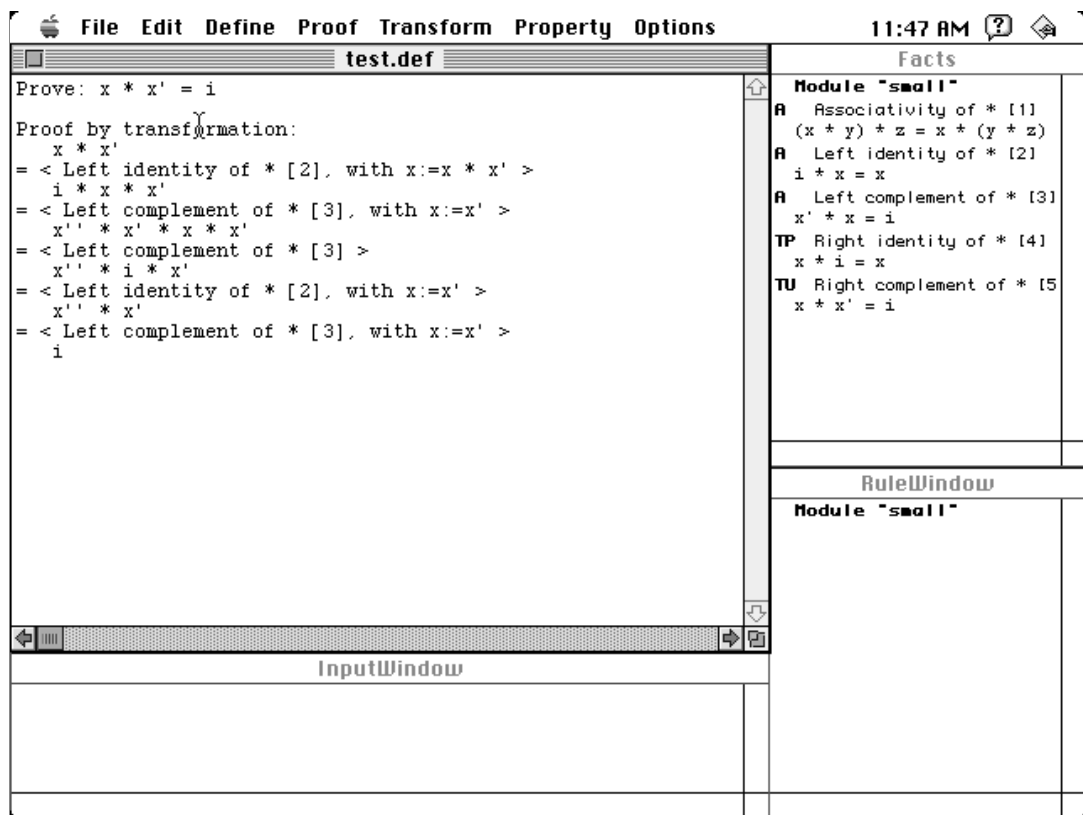 File Edit Define Proof Transform Property Options 11:47 AM
test.def
Prove: x * x' = i
Proof by transformation:
x * x'
= < Left identity of * [2], with x:=x * x' >
i * x * x'
= < Left complement of * [3], with x:=x' >
x'' * x' * x * x'
= < Left complement of * [3] >
x'' * i * x'
= < Left identity of * [2], with x:=x' >
x'' * x'
= < Left complement of * [3], with x:=x' >
i
Facts
Module "small"
A Associativity of * [1]
(x * y) * z = x * (y * z)
A Left identity of * [2]
i * x = x
A Left complement of * [3]
x' * x = i
TP Right identity of * [4]
x * i = x
TU Right complement of * [5
x * x' = i
RuleWindow
Module "small"
InputWindow